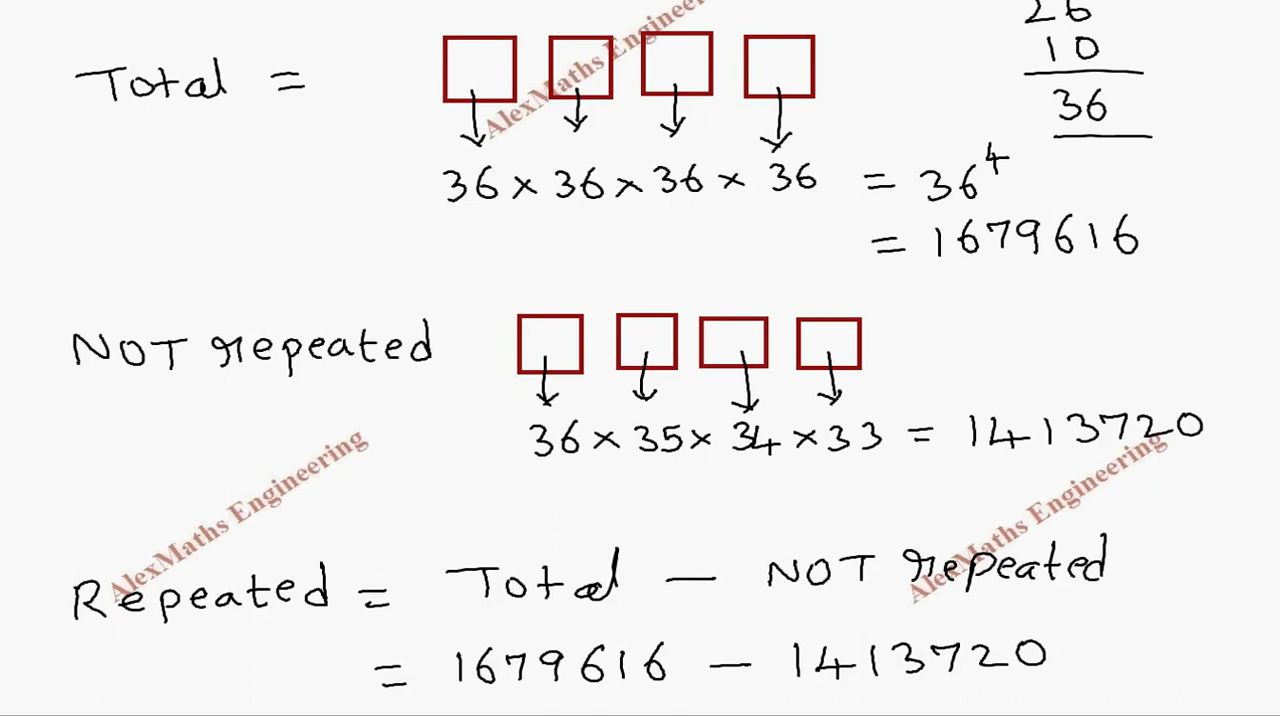 26
10
36
Total =
36 × 36 × 36 × 36 = 36⁴
= 1679616
NOT repeated
36 × 35 × 34 × 33 = 1413720
Repeated = Total — NOT repeated
= 1679616 — 1413720
AlexMaths Engineering
AlexMaths Engineering
AlexMaths Engineering